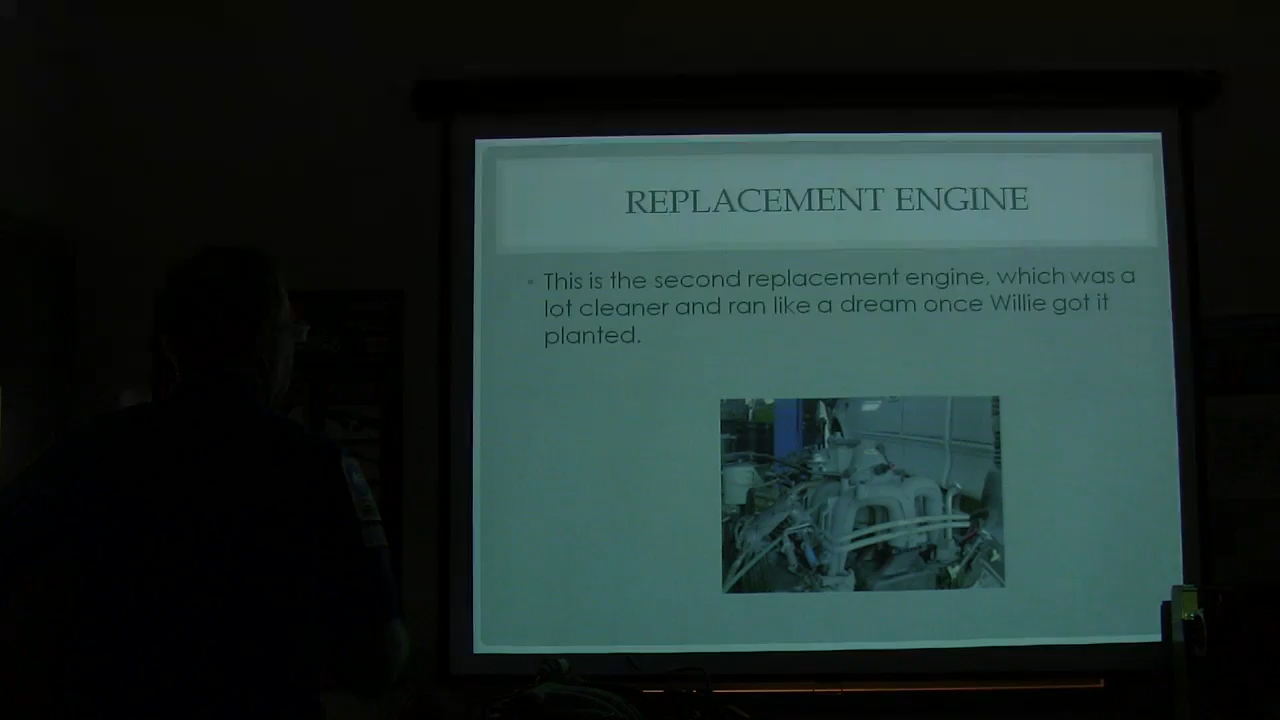 REPLACEMENT ENGINE
This is the second replacement engine, which was a
lot cleaner and ran like a dream once Willie got it
planted.